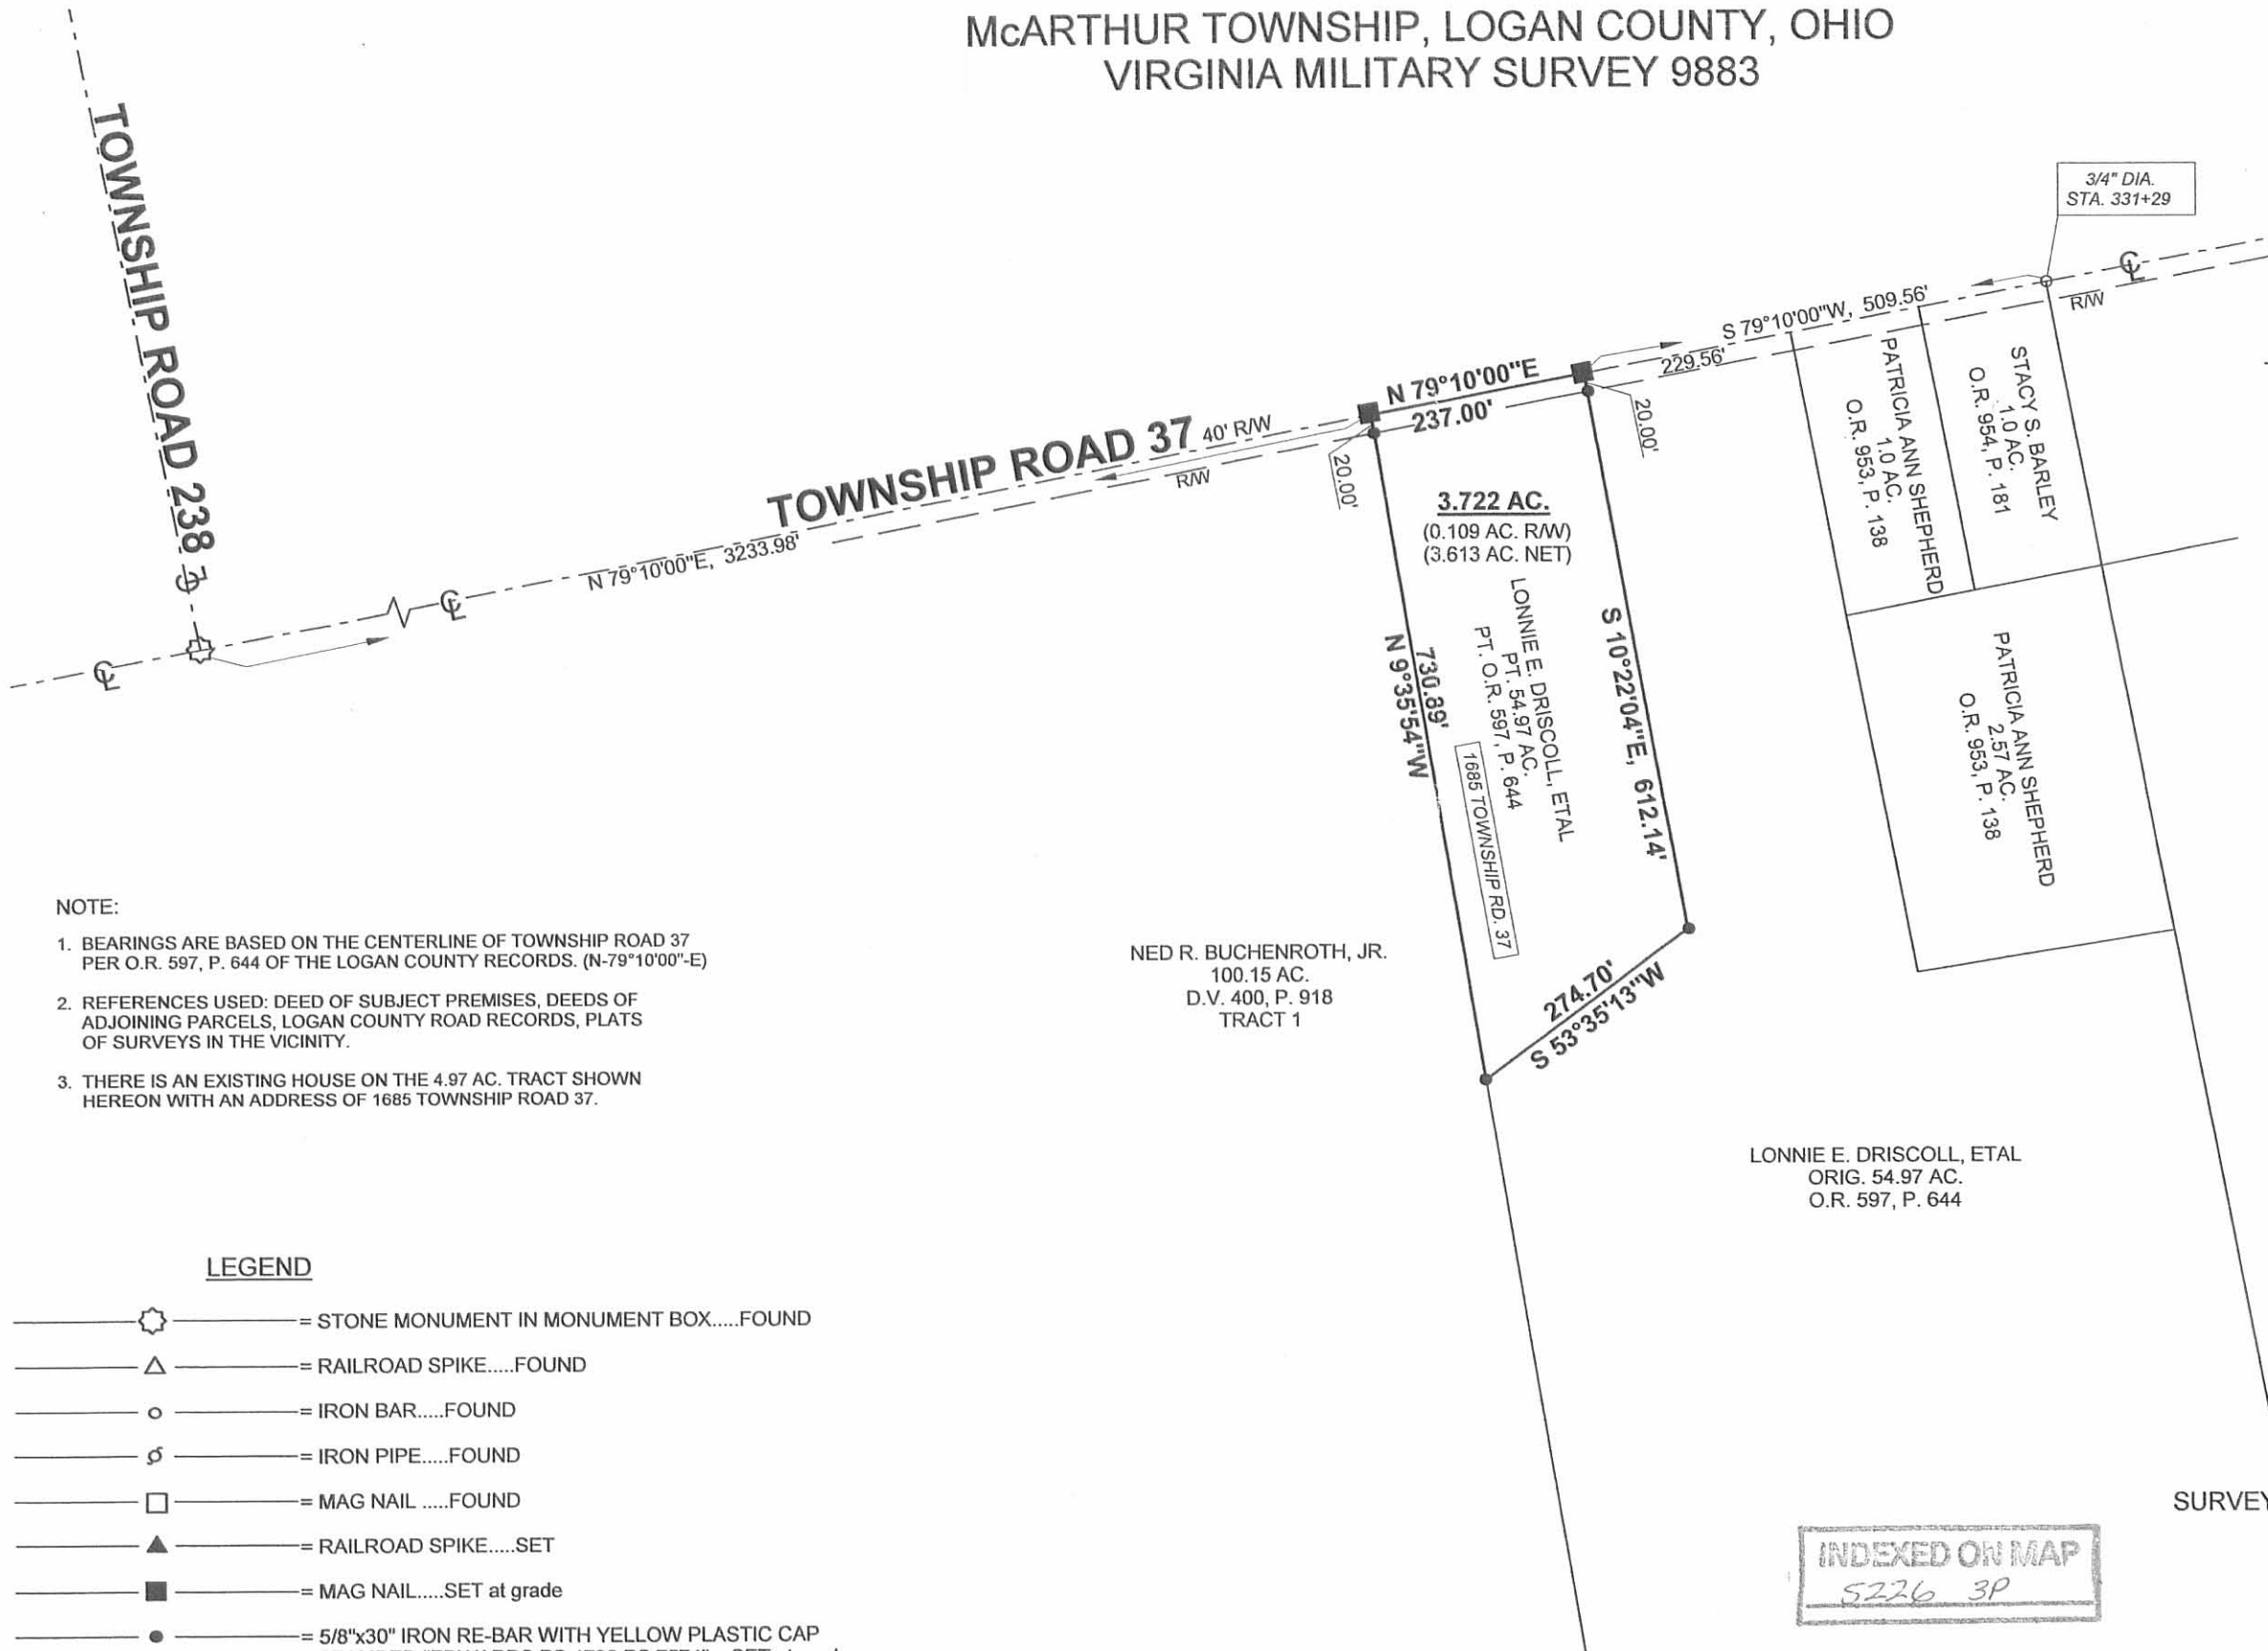 McARTHUR TOWNSHIP, LOGAN COUNTY, OHIO
VIRGINIA MILITARY SURVEY 9883
3/4" DIA.
STA. 331+29
TOWNSHIP ROAD 238
℄
℄
℄
℄
TOWNSHIP ROAD 37
40' R/W
R/W
N 79°10'00"E, 3233.98'
N 79°10'00"E
237.00'
S 79°10'00"W, 509.56'
229.56'
R/W
20.00'
20.00'
3.722 AC.
(0.109 AC. R/W)
(3.613 AC. NET)
LONNIE E. DRISCOLL, ETAL
PT. 54.97 AC.
PT. O.R. 597, P. 644
1685 TOWNSHIP RD. 37
730.89'
N 9°35'54"W
S 10°22'04"E, 612.14'
274.70'
S 53°35'13"W
PATRICIA ANN SHEPHERD
1.0 AC.
O.R. 953, P. 138
STACY S. BARLEY
1.0 AC.
O.R. 954, P. 181
PATRICIA ANN SHEPHERD
2.57 AC.
O.R. 953, P. 138
NED R. BUCHENROTH, JR.
100.15 AC.
D.V. 400, P. 918
TRACT 1
LONNIE E. DRISCOLL, ETAL
ORIG. 54.97 AC.
O.R. 597, P. 644
NOTE:
1. BEARINGS ARE BASED ON THE CENTERLINE OF TOWNSHIP ROAD 37
PER O.R. 597, P. 644 OF THE LOGAN COUNTY RECORDS. (N-79°10'00"-E)
2. REFERENCES USED: DEED OF SUBJECT PREMISES, DEEDS OF
ADJOINING PARCELS, LOGAN COUNTY ROAD RECORDS, PLATS
OF SURVEYS IN THE VICINITY.
3. THERE IS AN EXISTING HOUSE ON THE 4.97 AC. TRACT SHOWN
HEREON WITH AN ADDRESS OF 1685 TOWNSHIP ROAD 37.
LEGEND
= STONE MONUMENT IN MONUMENT BOX.....FOUND
= RAILROAD SPIKE.....FOUND
= IRON BAR.....FOUND
= IRON PIPE.....FOUND
= MAG NAIL .....FOUND
= RAILROAD SPIKE.....SET
= MAG NAIL.....SET at grade
= 5/8"x30" IRON RE-BAR WITH YELLOW PLASTIC CAP
SURVEY
INDEXED ON MAP
5226 3P